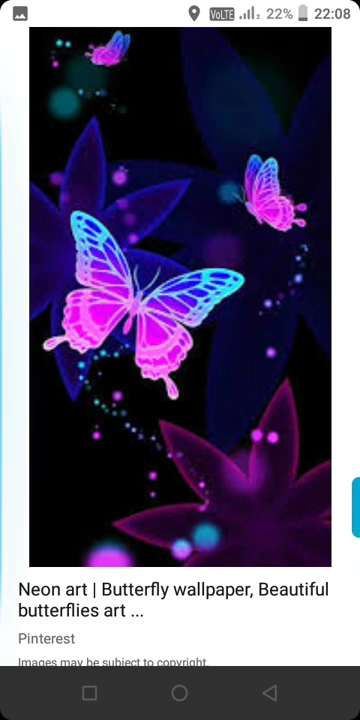 VoLTE 22% 22:08
Neon art | Butterfly wallpaper, Beautiful
butterflies art ...
Pinterest
Images may be subject to copyright.